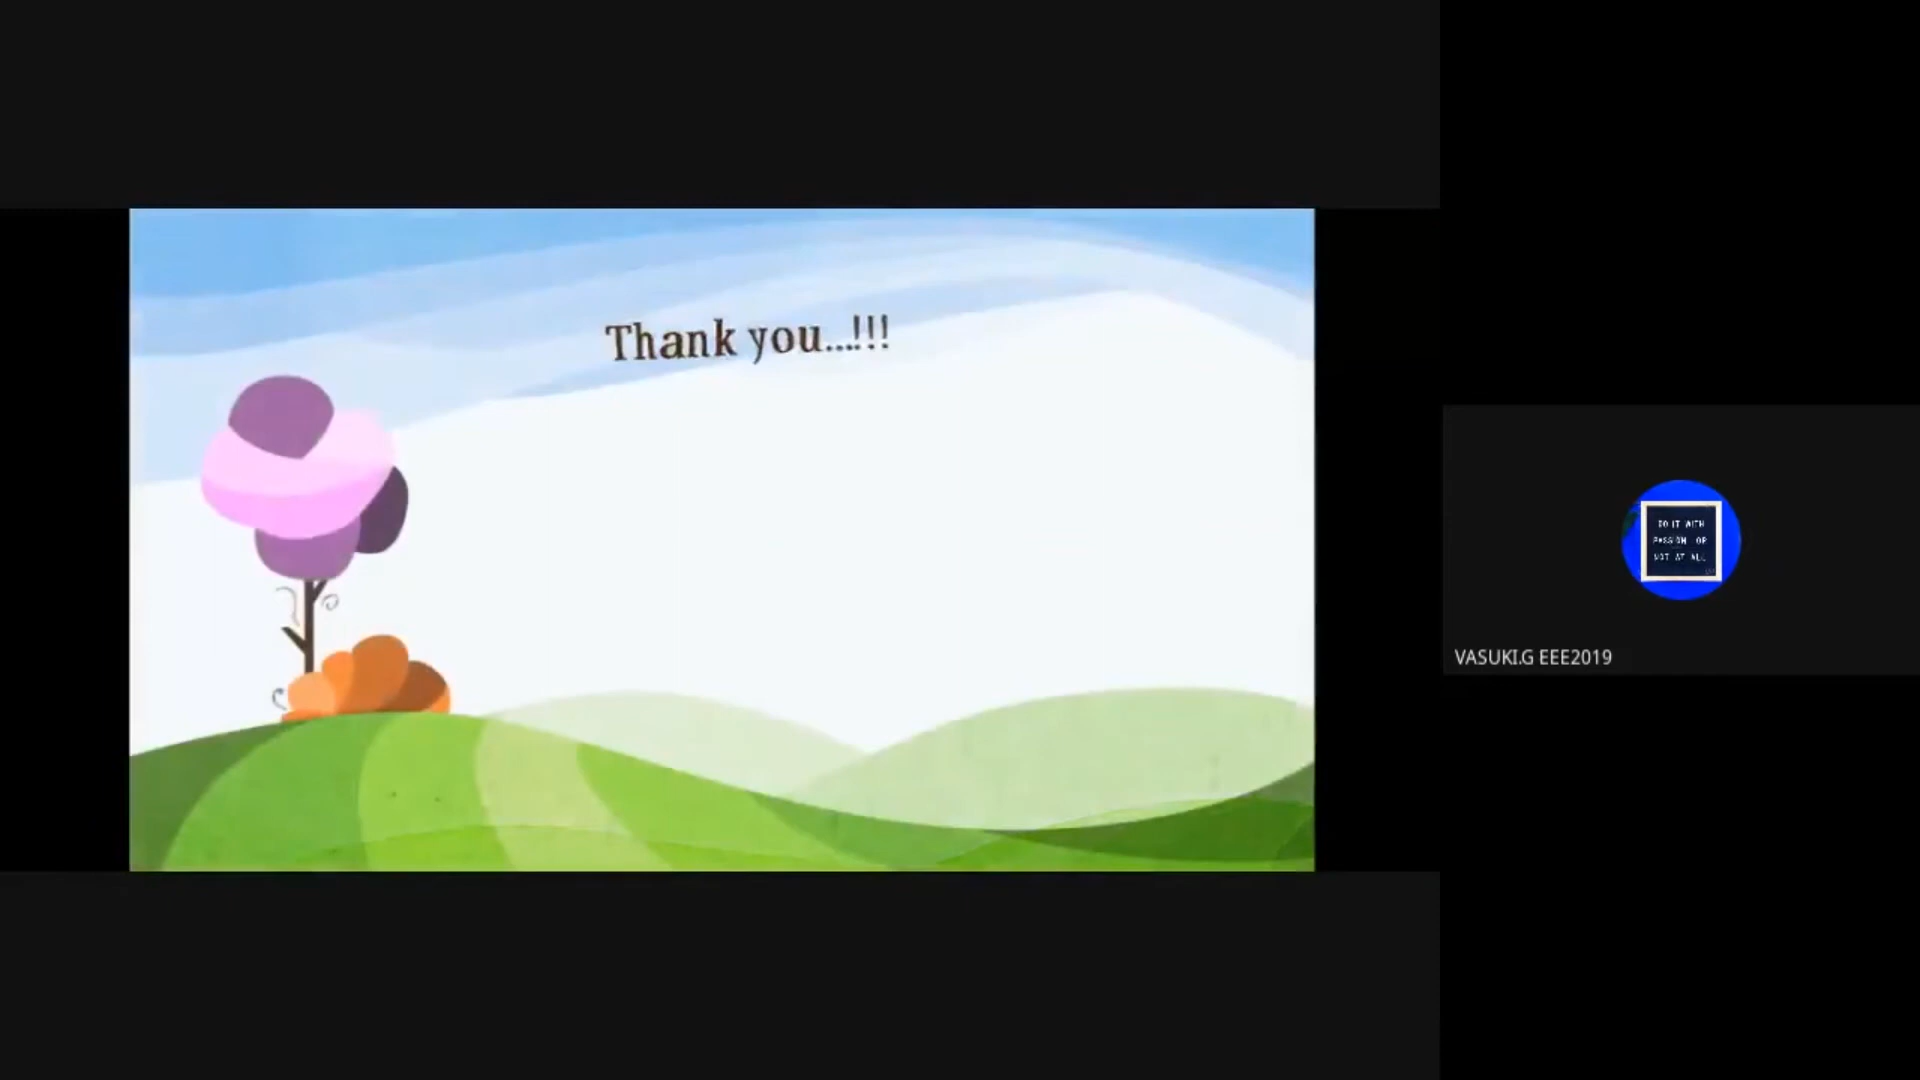 Thank you...!!!
DO IT WITH
PASSION OR
NOT AT ALL
VASUKI.G EEE2019